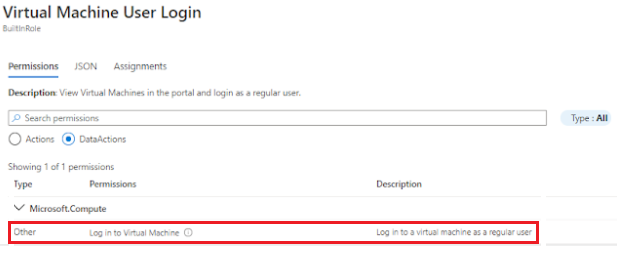 Virtual Machine User Login
BuiltInRole
Permissions JSON Assignments
Description: View Virtual Machines in the portal and login as a regular user.
Search permissions Type : All
Actions DataActions
Showing 1 of 1 permissions
Type Permissions Description
Microsoft.Compute
Other Log in to Virtual Machine Log in to a virtual machine as a regular user